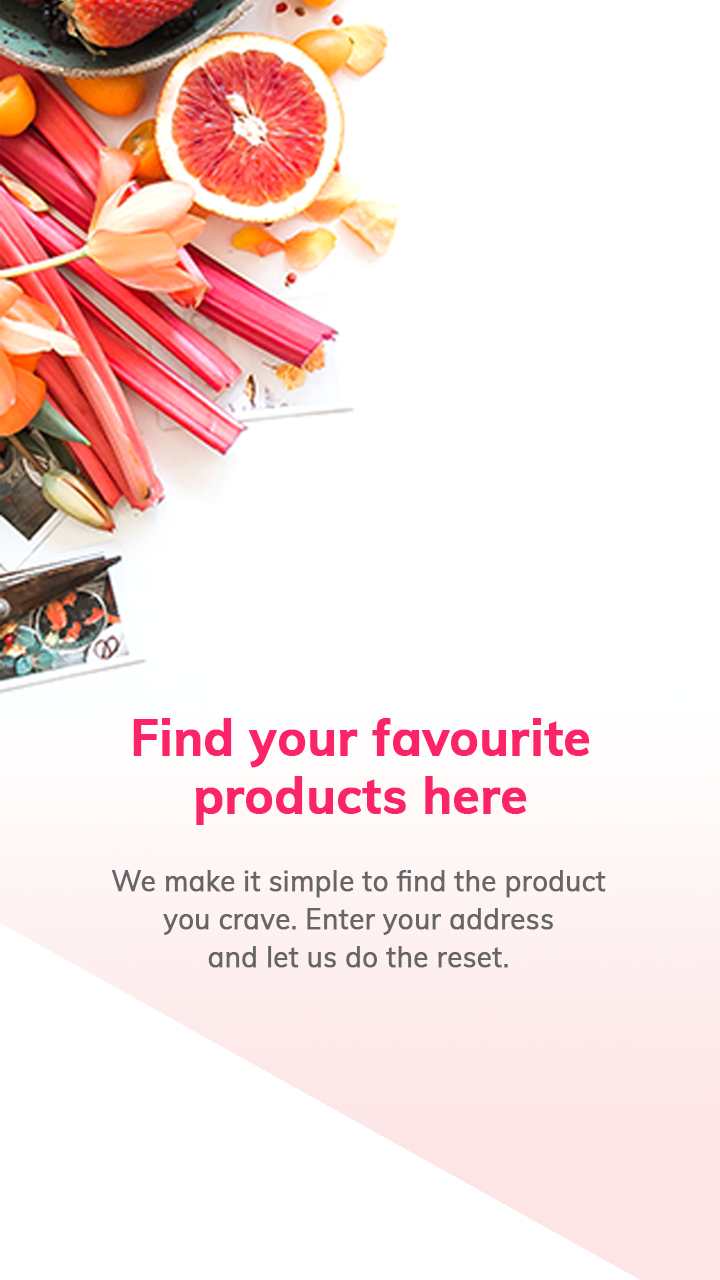 Find your favourite
products here
We make it simple to find the product
you crave. Enter your address
and let us do the reset.